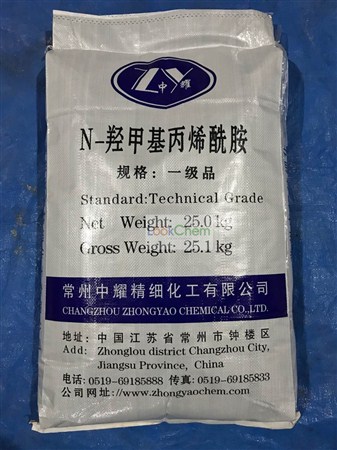 ZY
中 耀
N-羟甲基丙烯酰胺
规格：一级品
Standard:Technical Grade
Net Weight: 25.0kg
LookChem
Gross Weight: 25.1kg
常州中耀精细化工有限公司
CHANGZHOU ZHONGYAO CHEMICAL CO.,LTD.
地址：中国江苏省常州市钟楼区
Add: Zhonglou district Changzhou City,
Jiangsu Province, China
电话: 0519-69185888 传真: 0519-69185833
公司网址://www.zhongyaochem.com